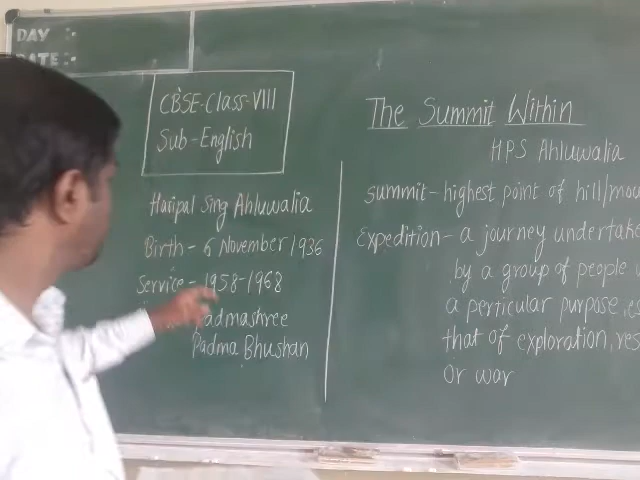 DAY :-
DATE :-
CBSE-Class-VIII
Sub-English
Haripal Sing Ahluwalia
Birth - 6 November 1936
Service - 1958-1968
Padmashree
Padma Bhushan
The Summit Within
HPS Ahluwalia
Summit - highest point of hill/mou
Expedition - a journey undertake
by a group of people
a perticular purpose, es
that of exploration, res
Or war